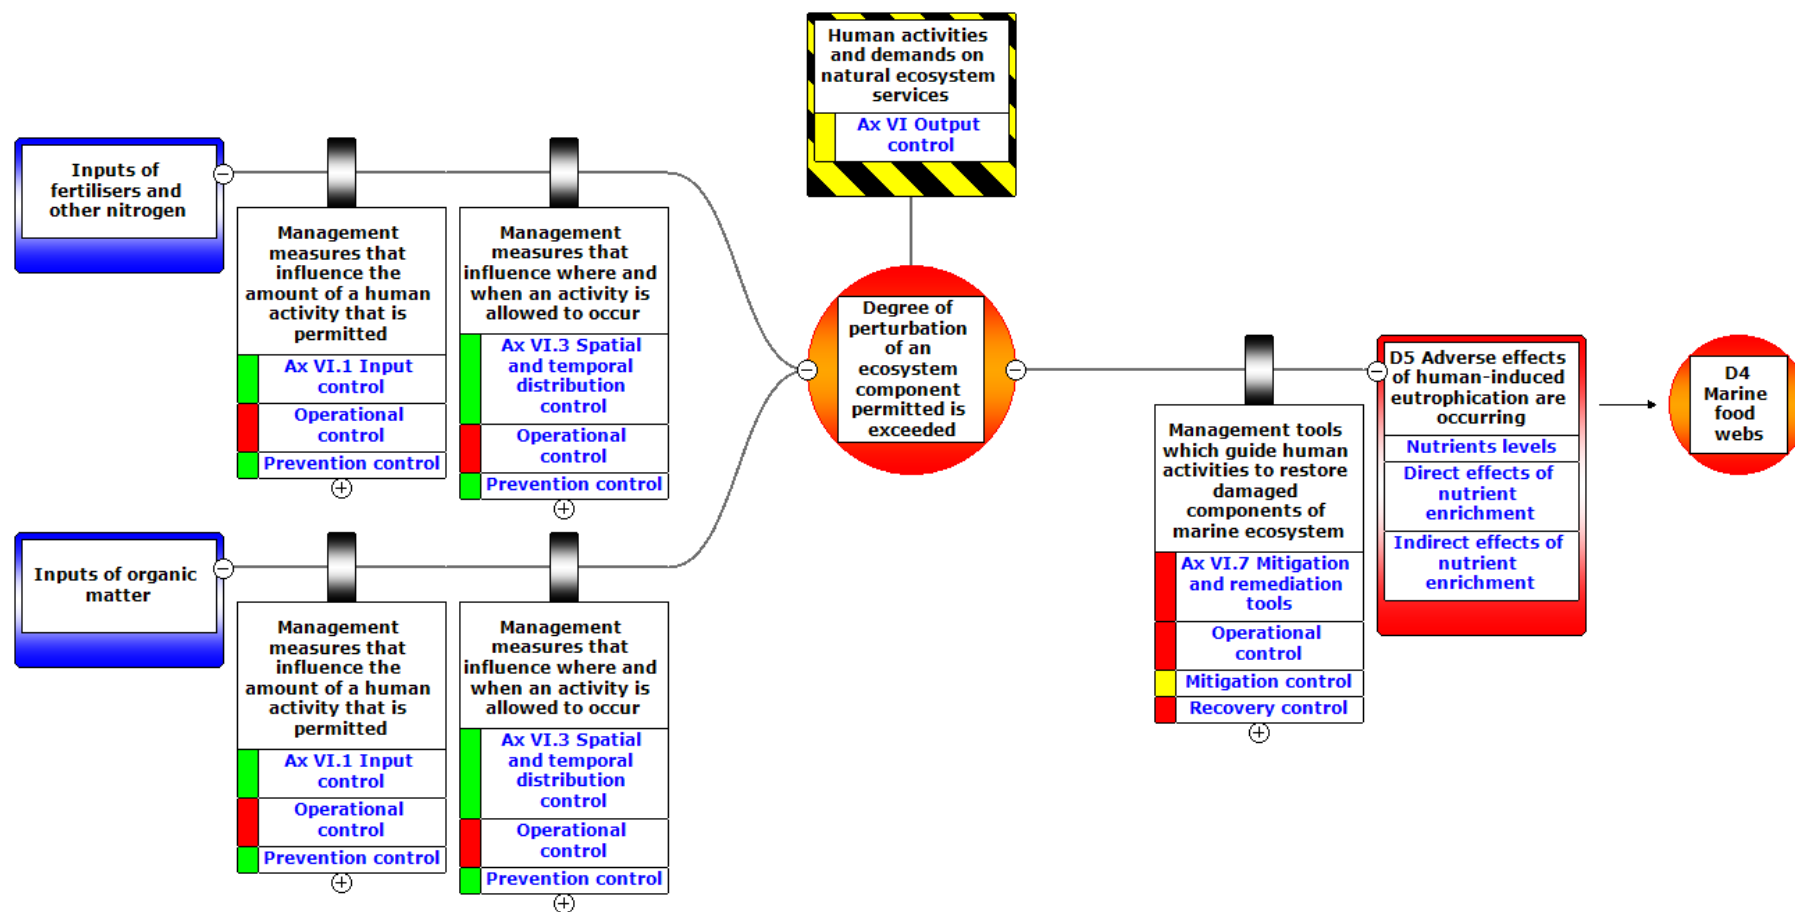 Human activities
and demands on
natural ecosystem
services
Ax VI Output
control
Inputs of
fertilisers and
other nitrogen
Management
measures that
influence the
amount of a human
activity that is
permitted
Ax VI.1 Input
control
Operational
control
Prevention control
Management
measures that
influence where and
when an activity is
allowed to occur
Ax VI.3 Spatial
and temporal
distribution
control
Operational
control
Prevention control
Degree of
perturbation
of an
ecosystem
component
permitted is
exceeded
Management tools
which guide human
activities to restore
damaged
components of
marine ecosystem
Ax VI.7 Mitigation
and remediation
tools
Operational
control
Mitigation control
Recovery control
D5 Adverse effects
of human-induced
eutrophication are
occurring
Nutrients levels
Direct effects of
nutrient
enrichment
Indirect effects of
nutrient
enrichment
D4
Marine
food
webs
Inputs of organic
matter
Management
measures that
influence the
amount of a human
activity that is
permitted
Ax VI.1 Input
control
Operational
control
Prevention control
Management
measures that
influence where and
when an activity is
allowed to occur
Ax VI.3 Spatial
and temporal
distribution
control
Operational
control
Prevention control